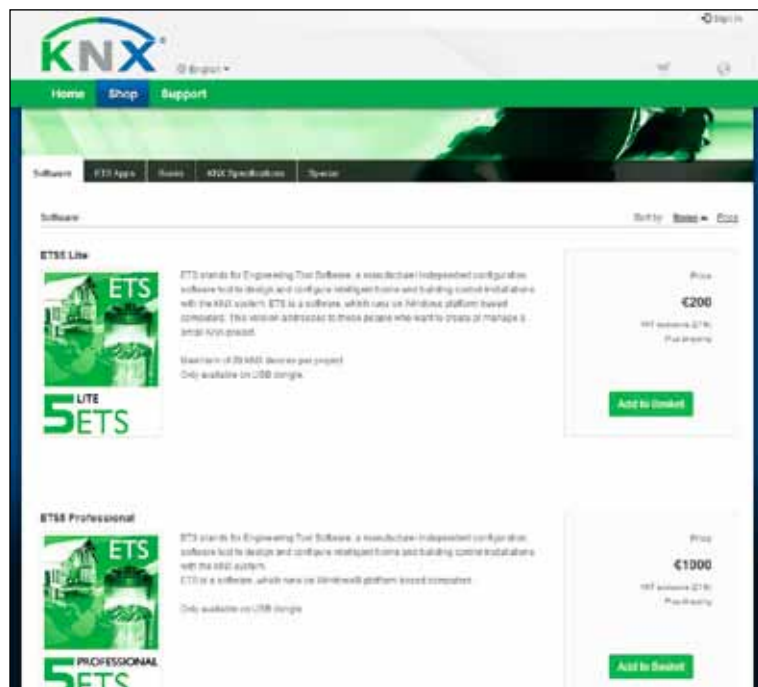 Sign In
KNX
English
Home Shop Support
Software ETS Apps Books KNX Specifications Special
Software
Sort by Name Price
ETS5 Lite
ETS
LITE
5ETS
ETS stands for Engineering Tool Software, a manufacturer independent configuration
software tool to design and configure intelligent home and building control installations
with the KNX system. ETS is a software, which runs on Windows platform based
computers. This version addresses to those people who want to create or manage a
small KNX project.
Maximum of 20 KNX devices per project
Only available on USB dongle.
Price
€200
Plus shipping
Add to Basket
ETS5 Professional
ETS
PROFESSIONAL
5ETS
ETS stands for Engineering Tool Software, a manufacturer independent configuration
software tool to design and configure intelligent home and building control installations
with the KNX system.
ETS is a software, which runs on Windows® platform based computers.
Only available on USB dongle
Price
€1000
Plus shipping
Add to Basket